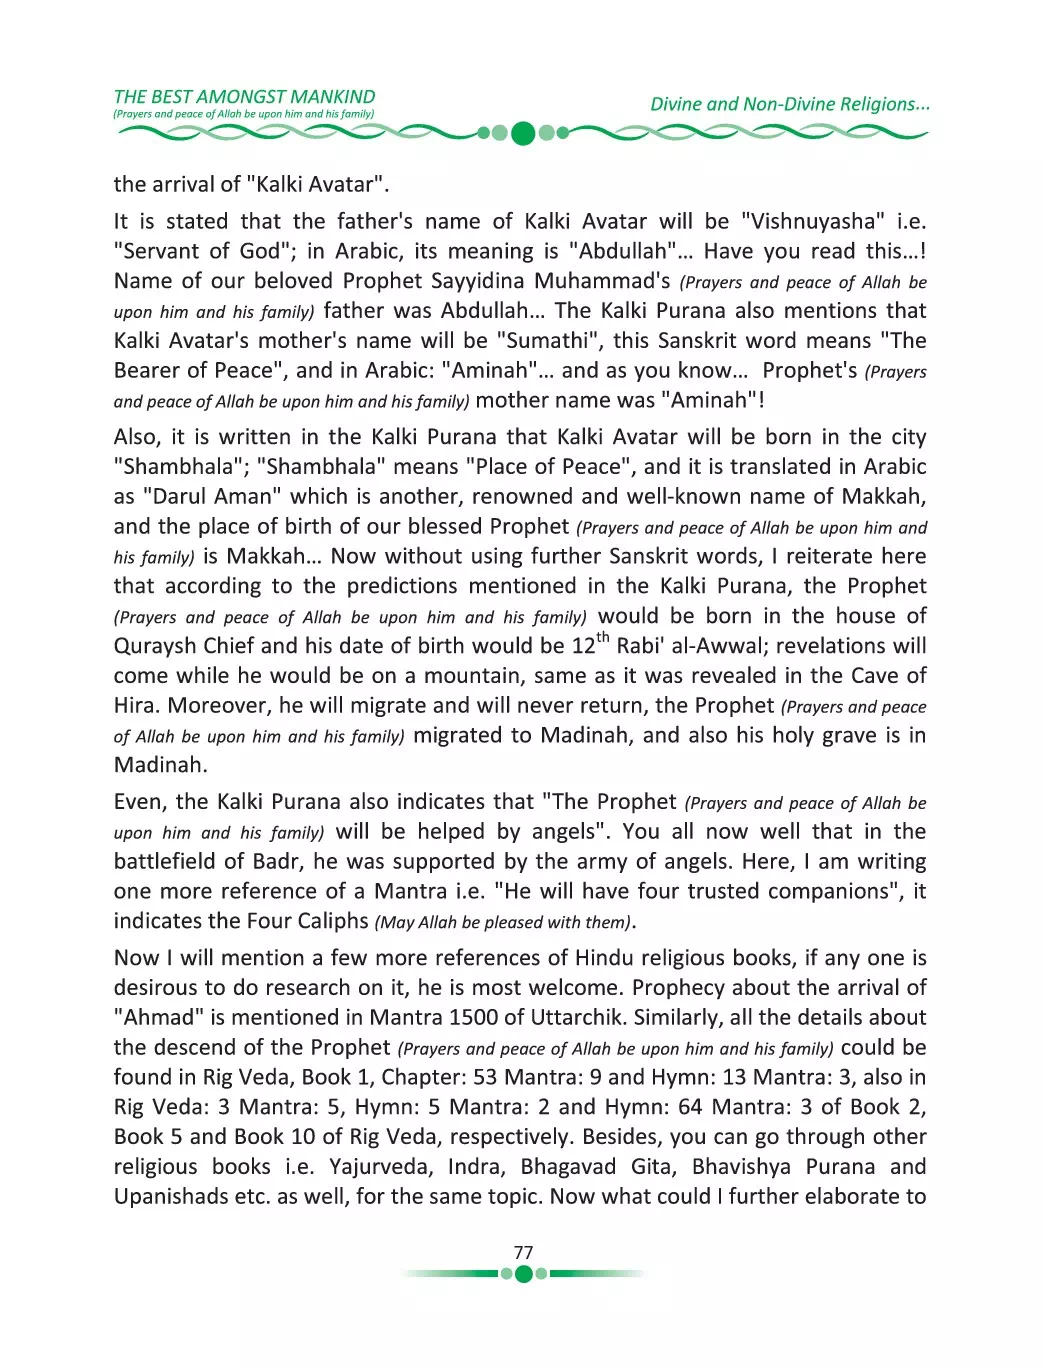 THE BEST AMONGST MANKIND
(Prayers and peace of Allah be upon him and his family)
Divine and Non-Divine Religions...
the arrival of "Kalki Avatar".
It is stated that the father's name of Kalki Avatar will be "Vishnuyasha" i.e.
"Servant of God"; in Arabic, its meaning is "Abdullah"… Have you read this…!
Name of our beloved Prophet Sayyidina Muhammad's (Prayers and peace of Allah be
upon him and his family) father was Abdullah… The Kalki Purana also mentions that
Kalki Avatar's mother's name will be "Sumathi", this Sanskrit word means "The
Bearer of Peace", and in Arabic: "Aminah"… and as you know… Prophet's (Prayers
and peace of Allah be upon him and his family) mother name was "Aminah"!
Also, it is written in the Kalki Purana that Kalki Avatar will be born in the city
"Shambhala"; "Shambhala" means "Place of Peace", and it is translated in Arabic
as "Darul Aman" which is another, renowned and well-known name of Makkah,
and the place of birth of our blessed Prophet (Prayers and peace of Allah be upon him and
his family) is Makkah… Now without using further Sanskrit words, I reiterate here
that according to the predictions mentioned in the Kalki Purana, the Prophet
(Prayers and peace of Allah be upon him and his family) would be born in the house of
Quraysh Chief and his date of birth would be 12th Rabi' al-Awwal; revelations will
come while he would be on a mountain, same as it was revealed in the Cave of
Hira. Moreover, he will migrate and will never return, the Prophet (Prayers and peace
of Allah be upon him and his family) migrated to Madinah, and also his holy grave is in
Madinah.
Even, the Kalki Purana also indicates that "The Prophet (Prayers and peace of Allah be
upon him and his family) will be helped by angels". You all now well that in the
battlefield of Badr, he was supported by the army of angels. Here, I am writing
one more reference of a Mantra i.e. "He will have four trusted companions", it
indicates the Four Caliphs (May Allah be pleased with them).
Now I will mention a few more references of Hindu religious books, if any one is
desirous to do research on it, he is most welcome. Prophecy about the arrival of
"Ahmad" is mentioned in Mantra 1500 of Uttarchik. Similarly, all the details about
the descend of the Prophet (Prayers and peace of Allah be upon him and his family) could be
found in Rig Veda, Book 1, Chapter: 53 Mantra: 9 and Hymn: 13 Mantra: 3, also in
Rig Veda: 3 Mantra: 5, Hymn: 5 Mantra: 2 and Hymn: 64 Mantra: 3 of Book 2,
Book 5 and Book 10 of Rig Veda, respectively. Besides, you can go through other
religious books i.e. Yajurveda, Indra, Bhagavad Gita, Bhavishya Purana and
Upanishads etc. as well, for the same topic. Now what could I further elaborate to
77